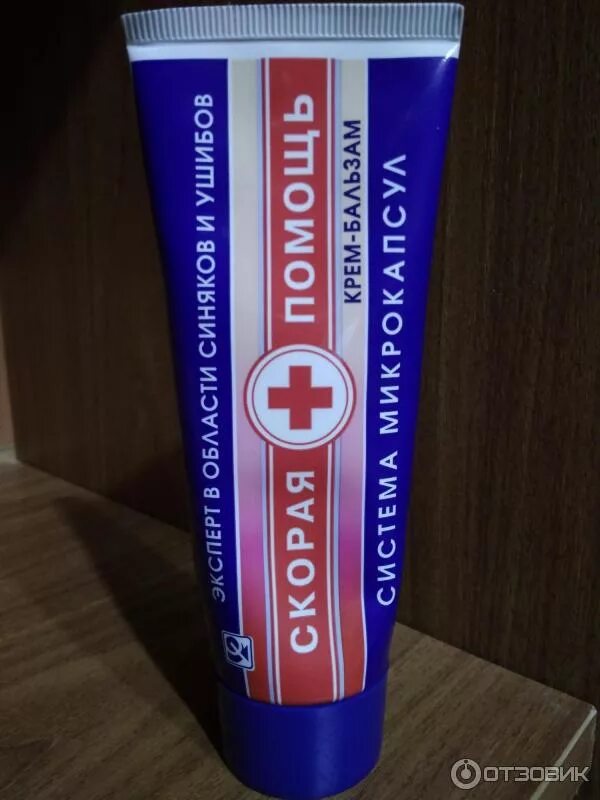 ЭКСПЕРТ В ОБЛАСТИ СИНЯКОВ И УШИБОВ
СКОРАЯ ПОМОЩЬ
КРЕМ-БАЛЬЗАМ
СИСТЕМА МИКРОКАПСУЛ
ОТЗОВИК